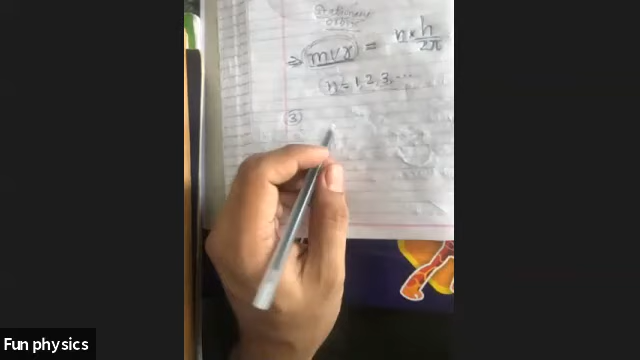 Stationary
orbit
⇒ mvr = n × h/2π
n = 1, 2, 3, ...
③
Fun physics